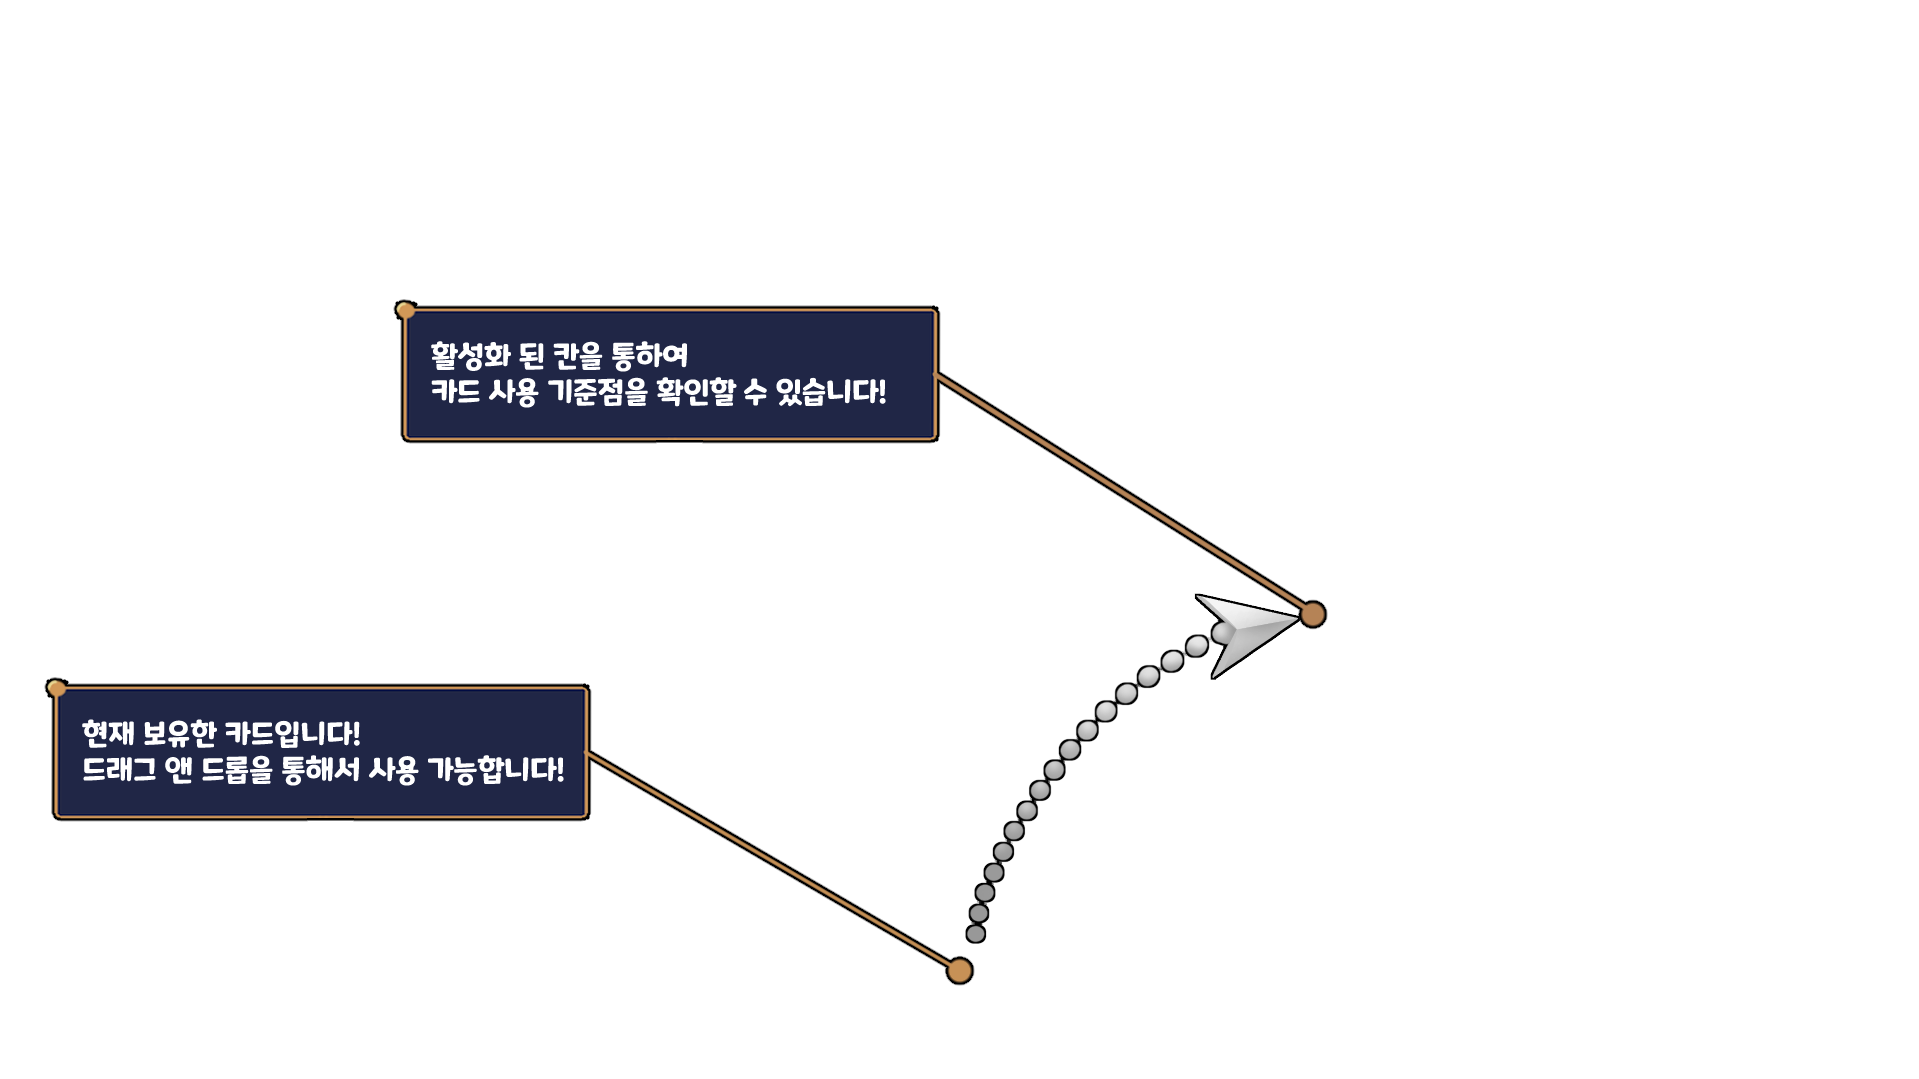 활성화 된 칸을 통하여
카드 사용 기준점을 확인할 수 있습니다!
현재 보유한 카드입니다!
드래그 앤 드롭을 통해서 사용 가능합니다!